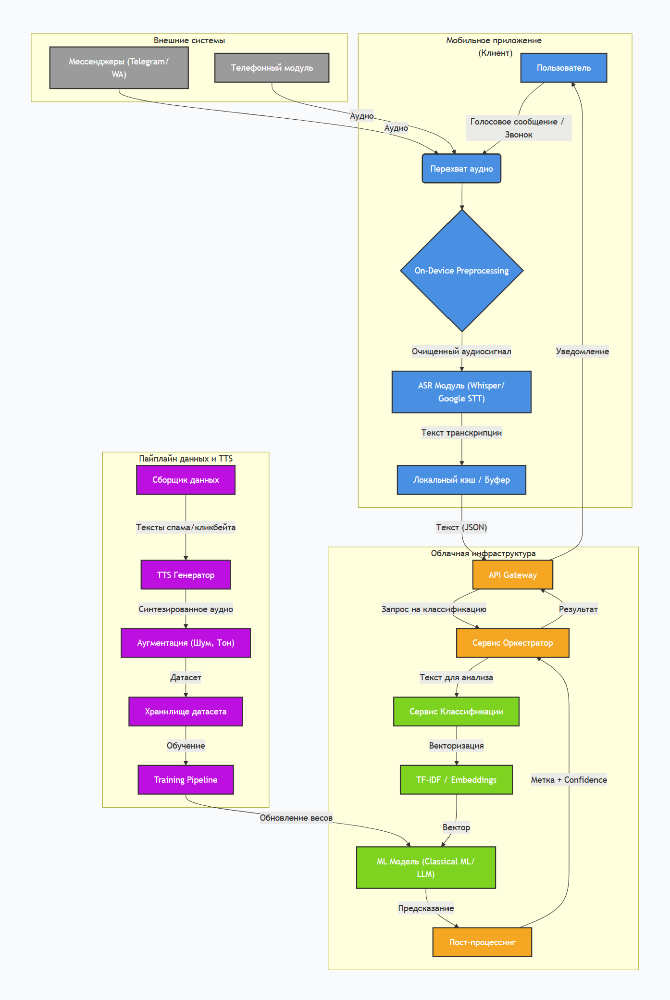 Внешние системы
Мессенджеры (Telegram/
WA)
Телефонный модуль
Мобильное приложение
(Клиент)
Пользователь
Аудио
Аудио
Голосовое сообщение /
Звонок
Перехват аудио
On-Device Preprocessing
Очищенный аудиосигнал
Уведомление
ASR Модуль (Whisper/
Google STT)
Текст транскрипции
Локальный кэш / Буфер
Текст (JSON)
Пайплайн данных и TTS
Сборщик данных
Тексты спама/кликбейта
TTS Генератор
Синтезированное аудио
Аугментация (Шум, Тон)
Датасет
Хранилище датасета
Обучение
Training Pipeline
Обновление весов
Облачная инфраструктура
API Gateway
Запрос на классификацию
Результат
Сервис Оркестратор
Текст для анализа
Сервис Классификации
Векторизация
TF-IDF / Embeddings
Метка + Confidence
Вектор
ML Модель (Classical ML/
LLM)
Предсказание
Пост-процессинг